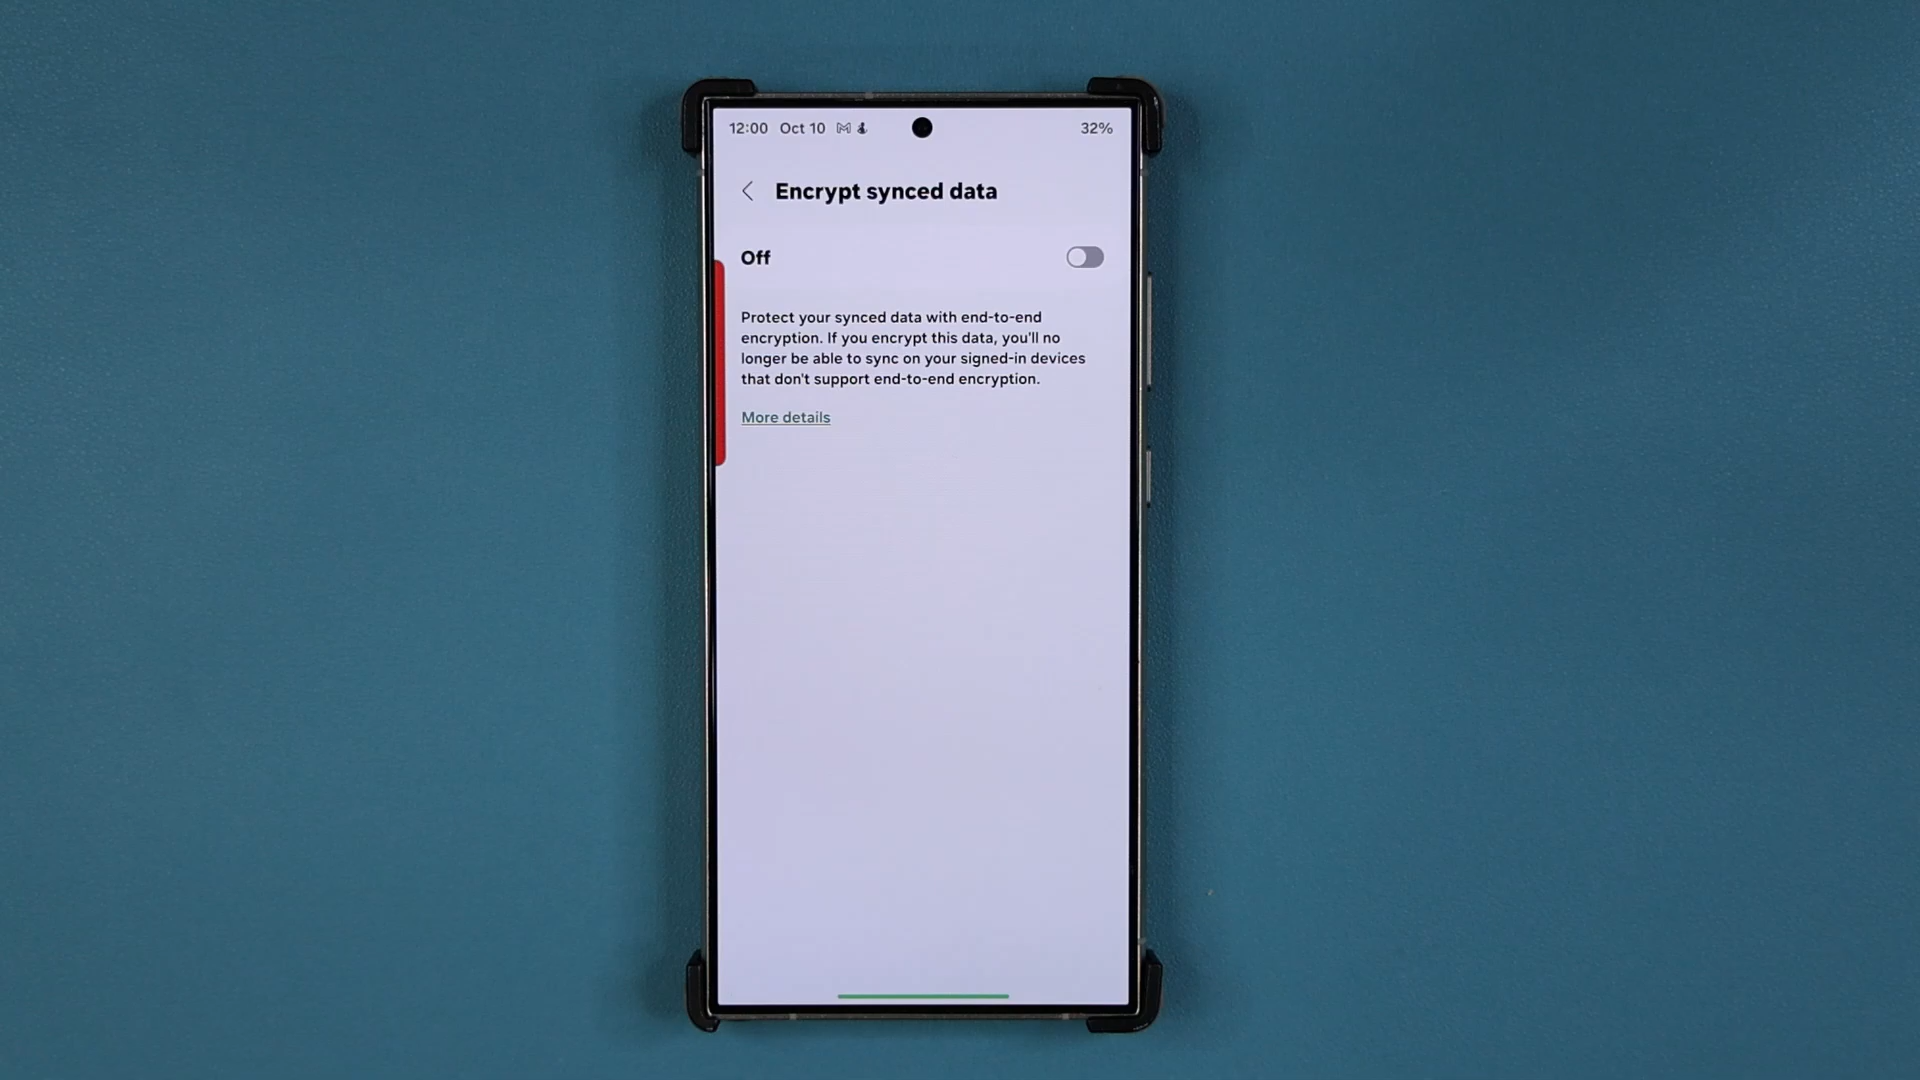 12:00 Oct 10 32%
Encrypt synced data
Off
Protect your synced data with end-to-end
encryption. If you encrypt this data, you'll no
longer be able to sync on your signed-in devices
that don't support end-to-end encryption.
More details